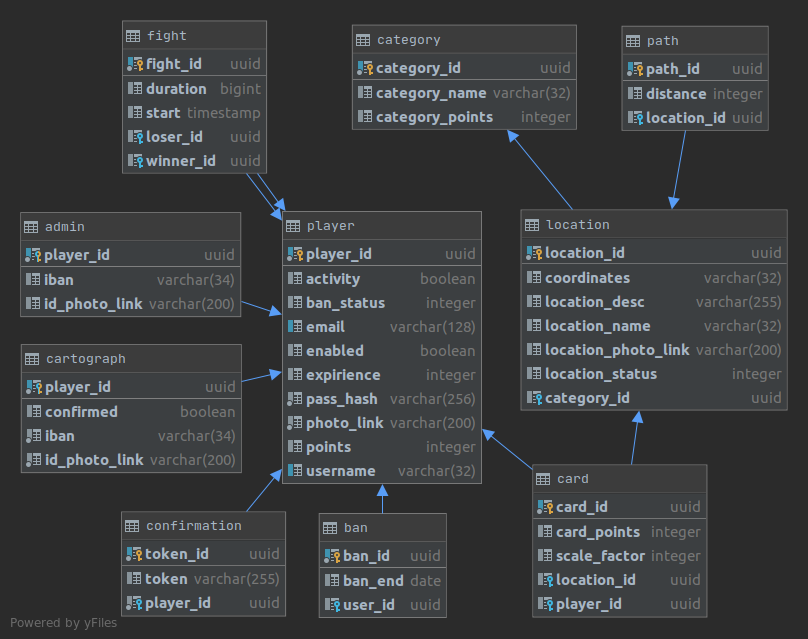 fight
fight_id uuid
duration bigint
start timestamp
loser_id uuid
winner_id uuid
category
category_id uuid
category_name varchar(32)
category_points integer
path
path_id uuid
distance integer
location_id uuid
admin
player_id uuid
iban varchar(34)
id_photo_link varchar(200)
player
player_id uuid
activity boolean
ban_status integer
email varchar(128)
enabled boolean
expirience integer
pass_hash varchar(256)
photo_link varchar(200)
points integer
username varchar(32)
location
location_id uuid
coordinates varchar(32)
location_desc varchar(255)
location_name varchar(32)
location_photo_link varchar(200)
location_status integer
category_id uuid
cartograph
player_id uuid
confirmed boolean
iban varchar(34)
id_photo_link varchar(200)
confirmation
token_id uuid
token varchar(255)
player_id uuid
ban
ban_id uuid
ban_end date
user_id uuid
card
card_id uuid
card_points integer
scale_factor integer
location_id uuid
player_id uuid
Powered by yFiles